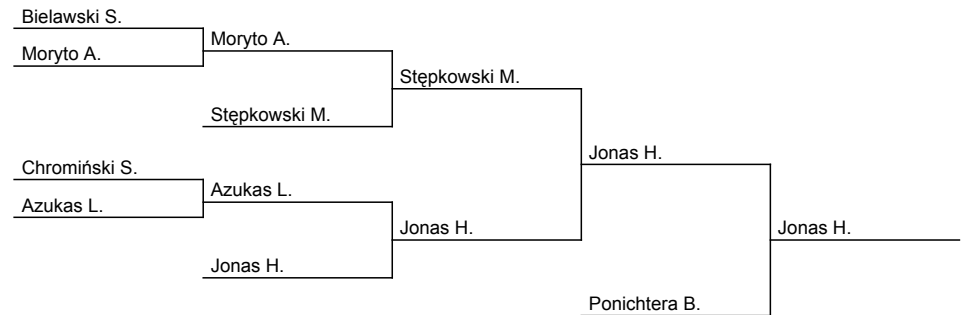 Bielawski S.
Moryto A.
Moryto A.
Stępkowski M.
Stępkowski M.
Chromiński S.
Azukas L.
Azukas L.
Jonas H.
Jonas H.
Jonas H.
Ponichtera B.
Jonas H.